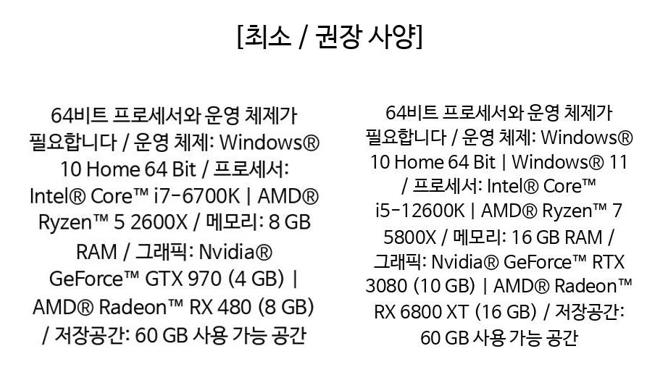 [최소 / 권장 사양]
64비트 프로세서와 운영 체제가
필요합니다 / 운영 체제: Windows®
10 Home 64 Bit / 프로세서:
Intel® Core™ i7-6700K | AMD®
Ryzen™ 5 2600X / 메모리: 8 GB
RAM / 그래픽: Nvidia®
GeForce™ GTX 970 (4 GB) |
AMD® Radeon™ RX 480 (8 GB)
/ 저장공간: 60 GB 사용 가능 공간
64비트 프로세서와 운영 체제가
필요합니다 / 운영 체제: Windows®
10 Home 64 Bit | Windows® 11
/ 프로세서: Intel® Core™
i5-12600K | AMD® Ryzen™ 7
5800X / 메모리: 16 GB RAM /
그래픽: Nvidia® GeForce™ RTX
3080 (10 GB) | AMD® Radeon™
RX 6800 XT (16 GB) / 저장공간:
60 GB 사용 가능 공간